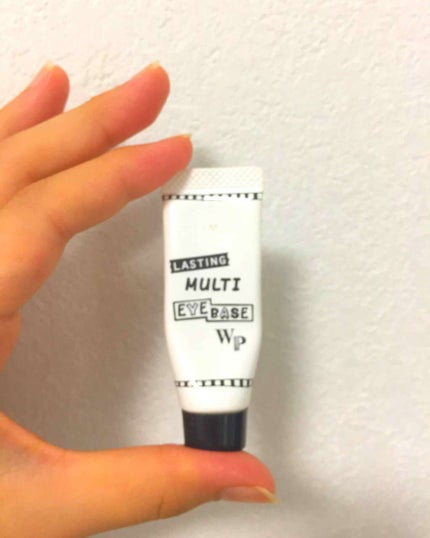 LASTING
MULTI
EYE BASE
WP